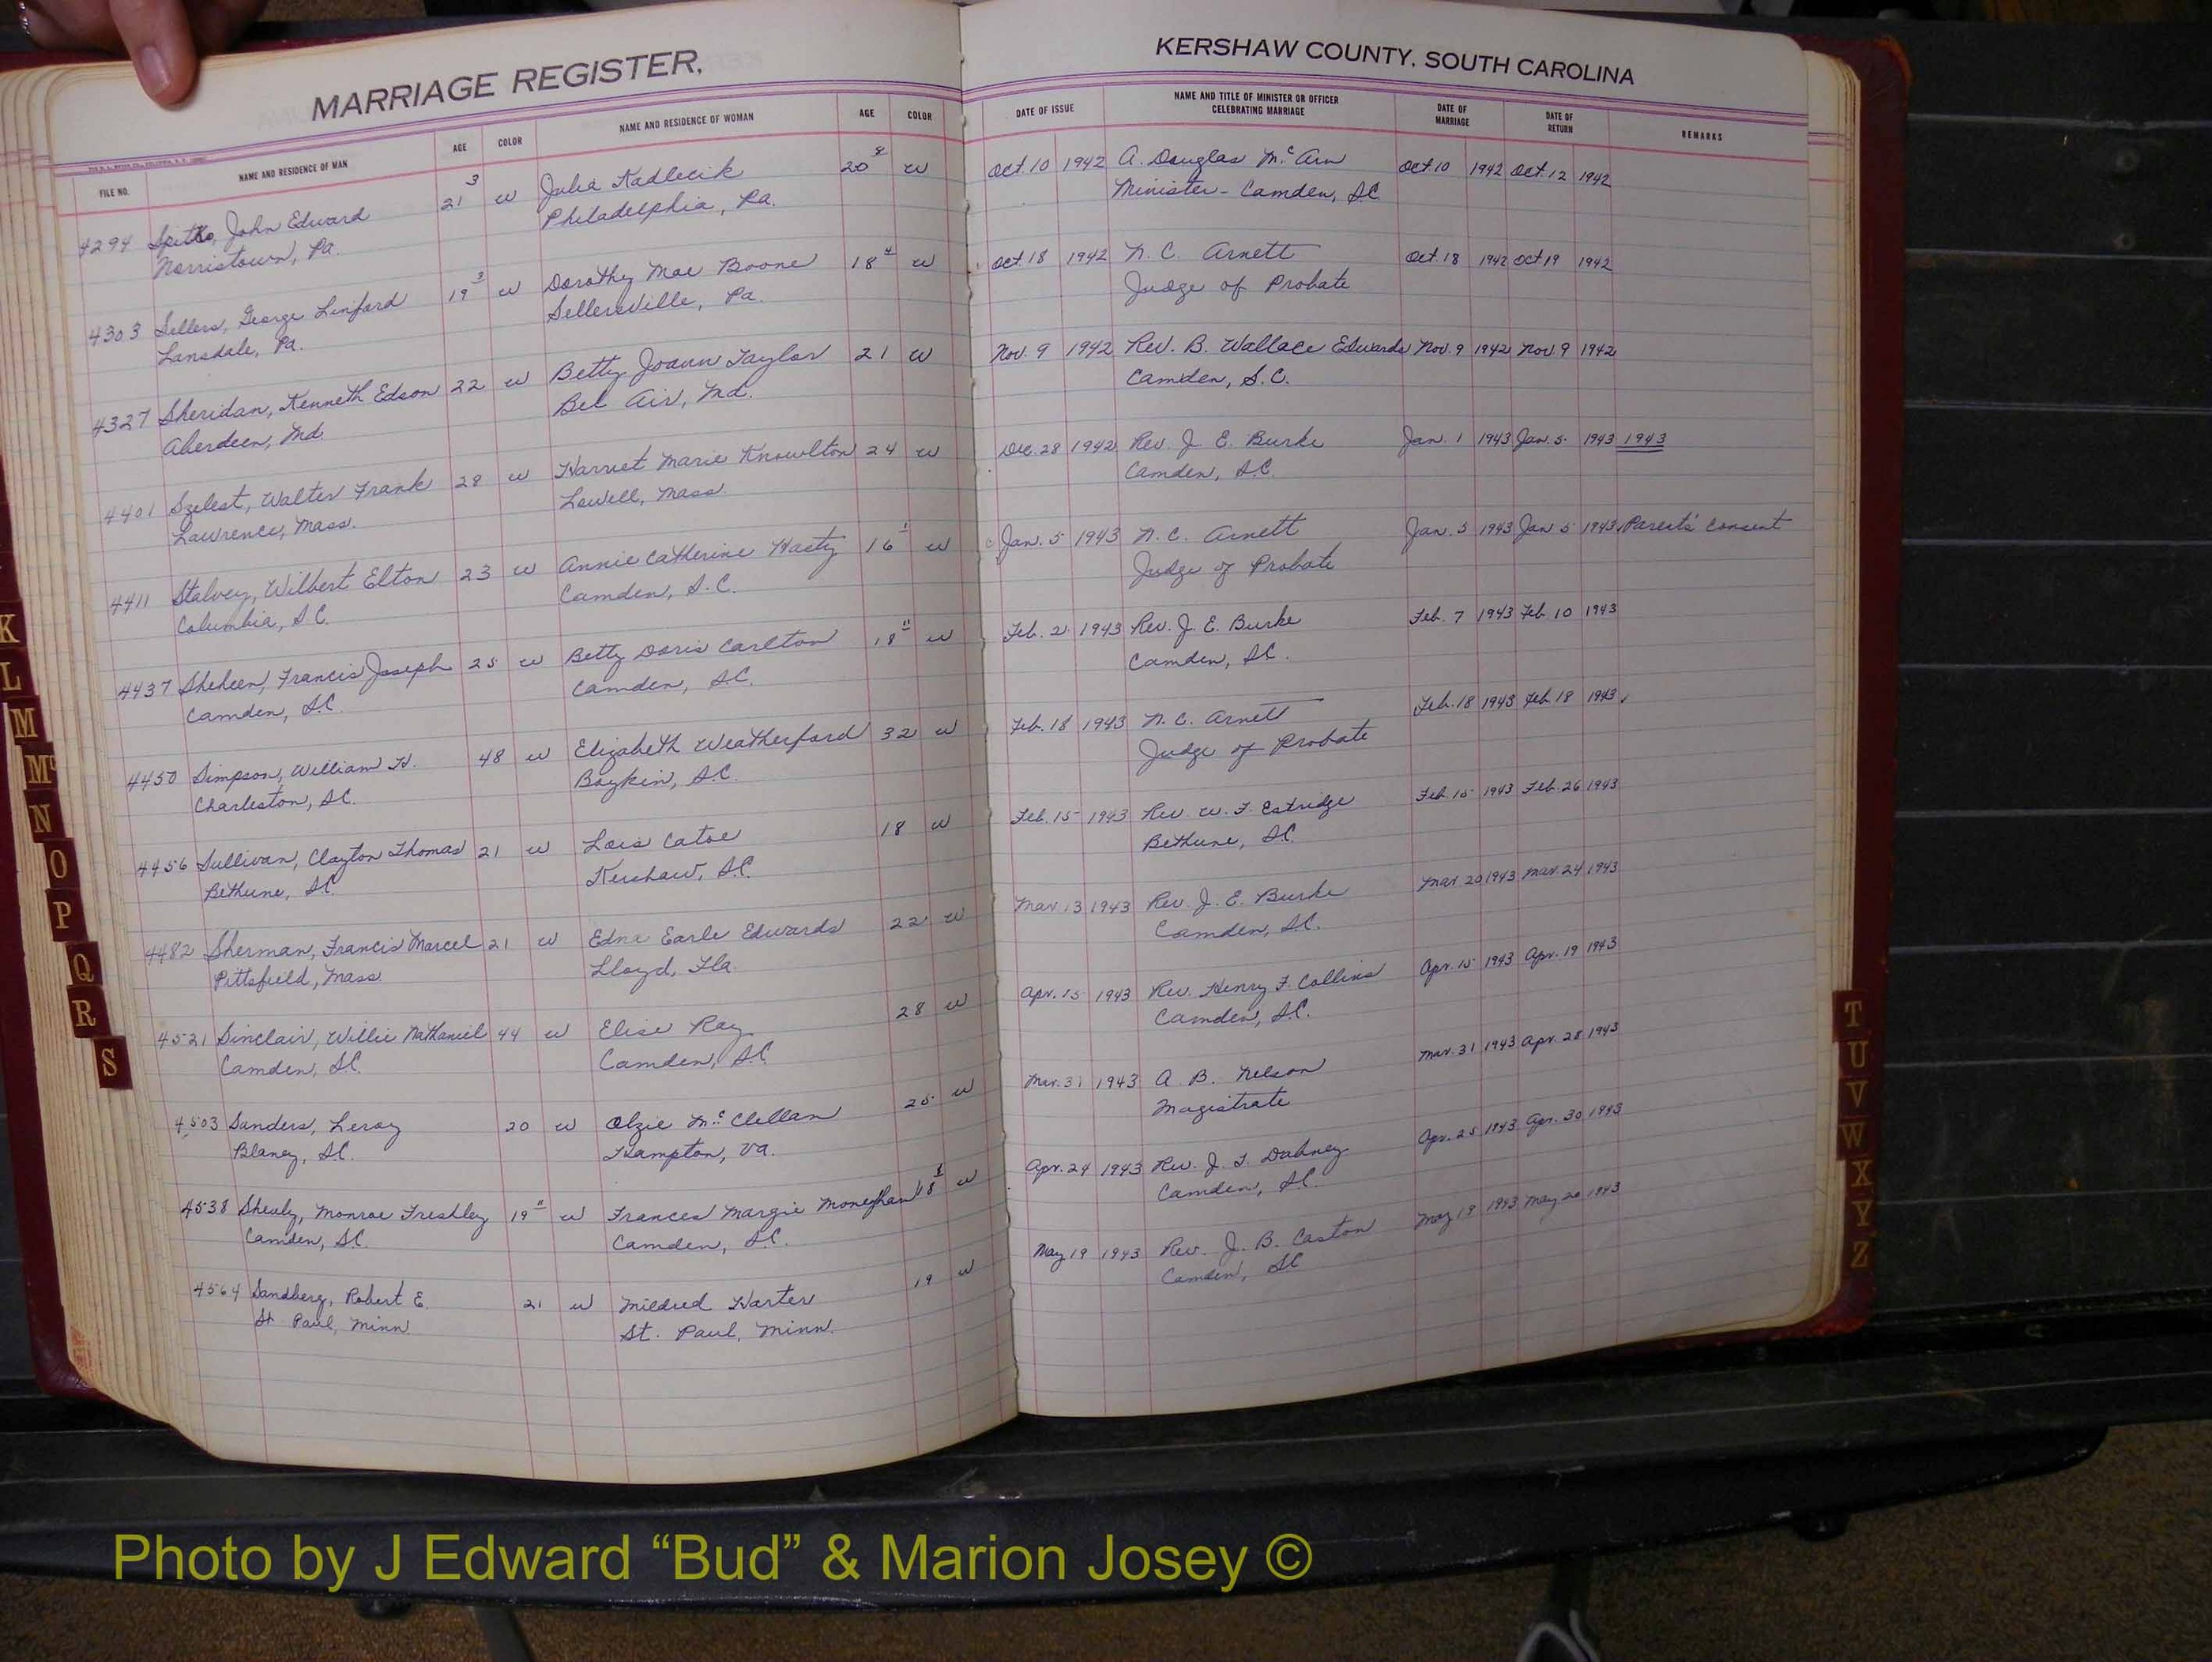 MARRIAGE REGISTER,
KERSHAW COUNTY, SOUTH CAROLINA
FILE NO. NAME AND RESIDENCE OF MAN AGE COLOR NAME AND RESIDENCE OF WOMAN AGE COLOR DATE OF ISSUE NAME AND TITLE OF MINISTER OR OFFICER CELEBRATING MARRIAGE DATE OF MARRIAGE DATE OF RETURN REMARKS
4294 Spitko, John Edward 21 3 w Julia Kadlecik 20 8 w Oct. 10 1942 A. Douglas McArn Oct. 10 1942 Oct. 12 1942
Norristown, Pa. Philadelphia, Pa. Minister - Camden, S.C.
4303 Sellers, George Linford 19 3 w Dorothy Mae Boone 18 4 w Oct. 18 1942 N. C. Arnett Oct. 18 1942 Oct 19 1942
Lansdale, Pa. Sellersville, Pa. Judge of Probate
4327 Sheridan, Kenneth Edson 22 w Betty Joann Taylor 21 w Nov. 9 1942 Rev. B. Wallace Edwards Nov. 9 1942 Nov. 9 1942
Aberdeen, Md. Bel Air, Md. Camden, S.C.
4401 Szelest, Walter Frank 28 w Harriet Marie Knowlton 24 w Dec. 28 1942 Rev. J. E. Burke Jan. 1 1943 Jan. 5 1943 1943
Lawrence, Mass. Lowell, Mass. Camden, S.C.
4411 Stalvey, Wilbert Elton 23 w Annie Catherine Hasty 16 1 w Jan. 5 1943 N. C. Arnett Jan. 5 1943 Jan 5 1943 Parents' Consent
Columbia, S.C. Camden, S.C. Judge of Probate
4437 Sheheen, Francis Joseph 25 w Betty Doris Carlton 18 11 w Feb. 2 1943 Rev. J. E. Burke Feb. 7 1943 Feb. 10 1943
Camden, S.C. Camden, S.C. Camden, S.C.
4450 Simpson, William H. 48 w Elizabeth Weatherford 32 w Feb. 18 1943 N. C. Arnett Feb. 18 1943 Feb. 18 1943
Charleston, S.C. Boykin, S.C. Judge of Probate
4456 Sullivan, Clayton Thomas 21 w Lois Catoe 18 w Feb. 15 1943 Rev. W. F. Estridge Feb. 15 1943 Feb. 26 1943
Bethune, S.C. Kershaw, S.C. Bethune, S.C.
4482 Sherman, Francis Marcel 21 w Edna Earle Edwards 22 w Mar. 13 1943 Rev. J. E. Burke Mar. 20 1943 Mar. 24 1943
Pittsfield, Mass. Lloyd, Fla. Camden, S.C.
4521 Sinclair, Willie Nathaniel 44 w Elise Ray 28 w Apr. 15 1943 Rev. Henry F. Collins Apr. 15 1943 Apr. 19 1943
Camden, S.C. Camden, S.C. Camden, S.C.
4503 Sanders, Leroy 20 w Olzie McClellan 25 w Mar. 31 1943 A. B. Nelson Mar. 31 1943 Apr. 28 1943
Blaney, S.C. Hampton, Va. Magistrate
4538 Shealy, Monroe Freshley 19 11 w Frances Margie Moneyhan 18 w Apr. 24 1943 Rev. J. T. Dabney Apr. 25 1943 Apr. 30 1943
Camden, S.C. Camden, S.C. Camden, S.C.
4564 Sandberg, Robert E. 21 w Mildred Harter 19 w May 19 1943 Rev. J. B. Caston May 19 1943 May 20 1943
St Paul, Minn. St. Paul, Minn. Camden, SC
K
L
M
Mc
N
O
P
Q
R
S
T
U
V
W
X
Y
Z
Photo by J Edward “Bud” & Marion Josey ©